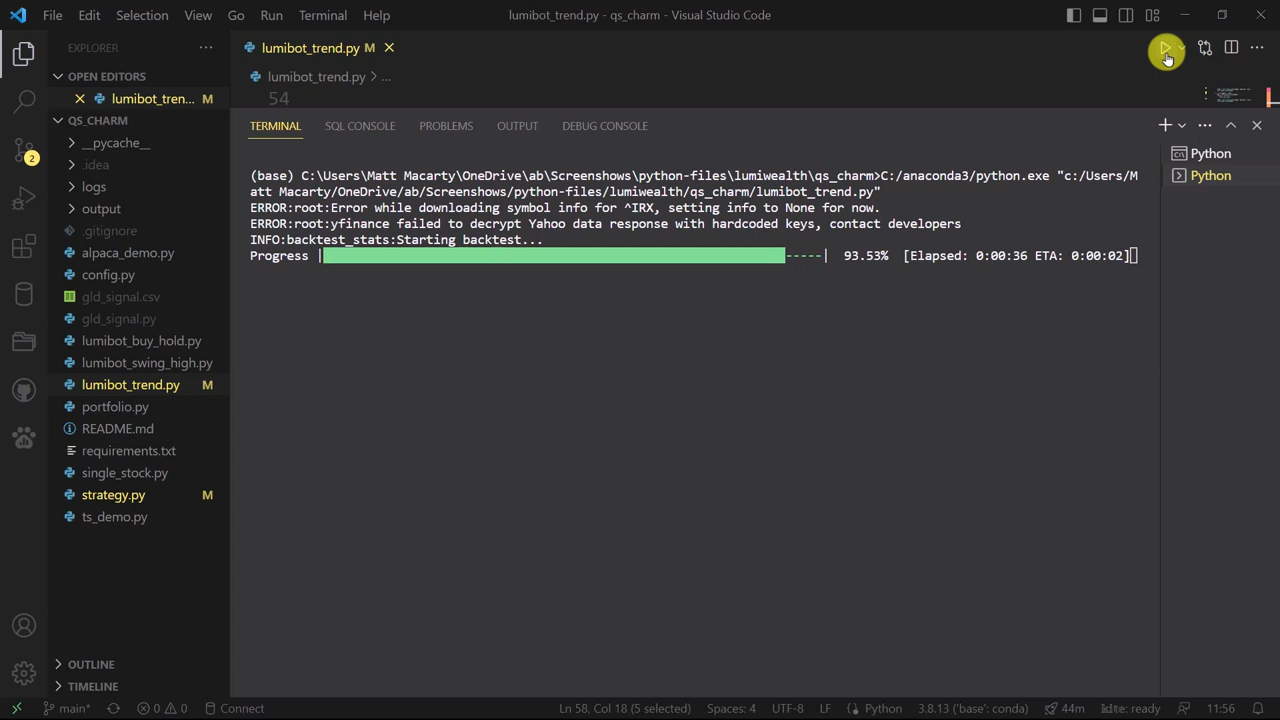 File Edit Selection View Go Run Terminal Help lumibot_trend.py - qs_charm - Visual Studio Code
EXPLORER
OPEN EDITORS
lumibot_tren... M
QS_CHARM
__pycache__
.idea
logs
output
.gitignore
alpaca_demo.py
config.py
gld_signal.csv
gld_signal.py
lumibot_buy_hold.py
lumibot_swing_high.py
lumibot_trend.py M
portfolio.py
README.md
requirements.txt
single_stock.py
strategy.py M
ts_demo.py
OUTLINE
TIMELINE
2
lumibot_trend.py M
lumibot_trend.py > ...
54
TERMINAL SQL CONSOLE PROBLEMS OUTPUT DEBUG CONSOLE
(base) C:\Users\Matt Macarty\OneDrive\ab\Screenshows\python-files\lumiwealth\qs_charm>C:/anaconda3/python.exe "c:/Users/M
att Macarty/OneDrive/ab/Screenshows/python-files/lumiwealth/qs_charm/lumibot_trend.py"
ERROR:root:Error while downloading symbol info for ^IRX, setting info to None for now.
ERROR:root:yfinance failed to decrypt Yahoo data response with hardcoded keys, contact developers
INFO:backtest_stats:Starting backtest...
Progress |-----| 93.53% [Elapsed: 0:00:36 ETA: 0:00:02]
Python
Python
main* 0 0 Connect Ln 58, Col 18 (5 selected) Spaces: 4 UTF-8 LF Python 3.8.13 ('base': conda) 44m 11:56